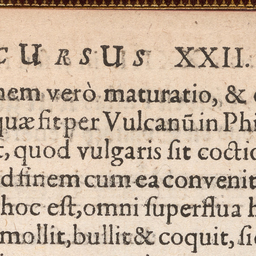 CURSUS XXII.
nem verò maturatio, &
quæ fit per Vulcanũ in Phi
, quod vulgaris sit coctio
d finem cum ea convenit
hoc est, omni superflua h
mollit, bullit & coquit, sic